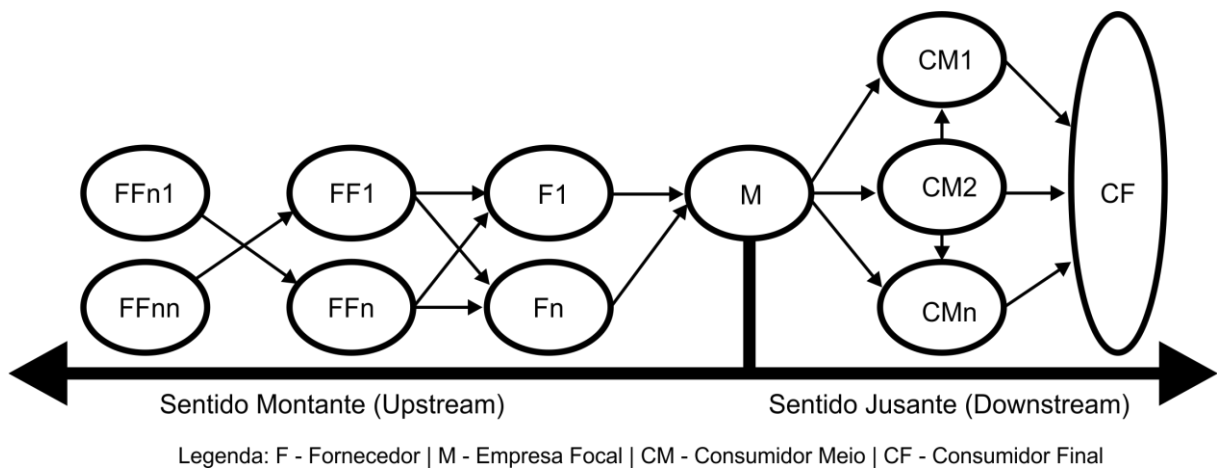 CM1
FFn1 FF1 F1 M CM2 CF
FFnn FFn Fn CMn
Sentido Montante (Upstream) Sentido Jusante (Downstream)
Legenda: F - Fornecedor | M - Empresa Focal | CM - Consumidor Meio | CF - Consumidor Final